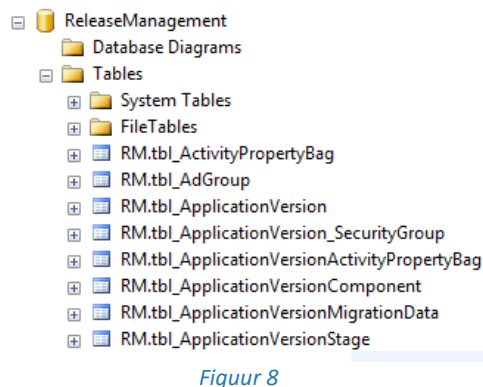 ReleaseManagement
Database Diagrams
Tables
System Tables
FileTables
RM.tbl_ActivityPropertyBag
RM.tbl_AdGroup
RM.tbl_ApplicationVersion
RM.tbl_ApplicationVersion_SecurityGroup
RM.tbl_ApplicationVersionActivityPropertyBag
RM.tbl_ApplicationVersionComponent
RM.tbl_ApplicationVersionMigrationData
RM.tbl_ApplicationVersionStage
Figuur 8